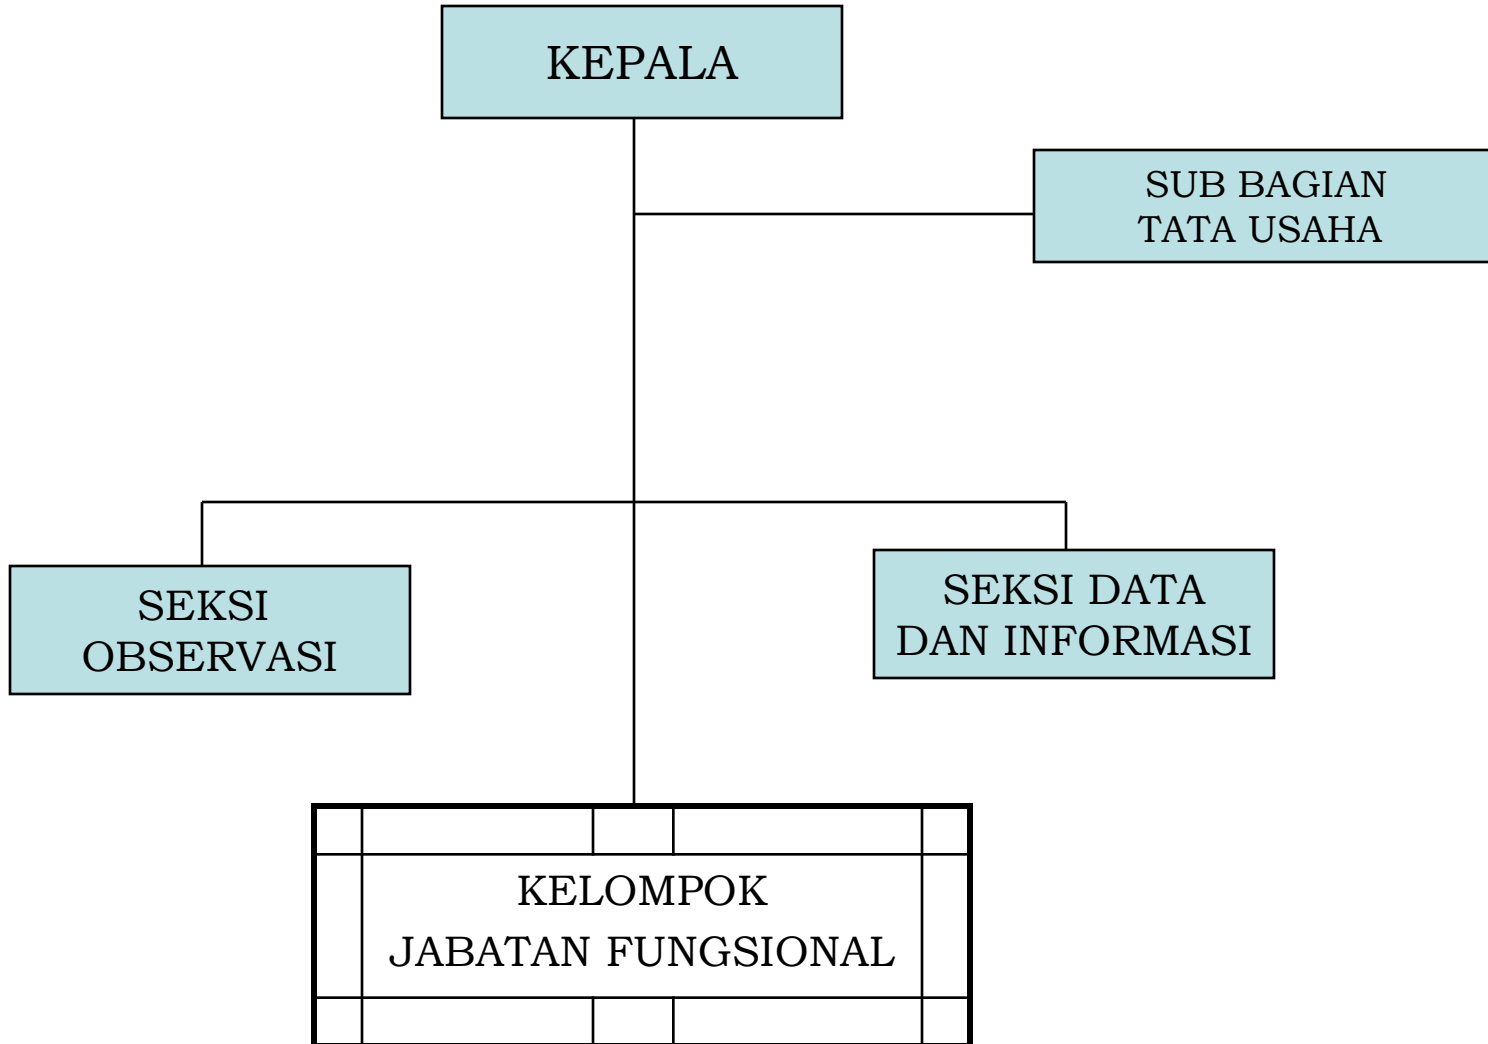 KEPALA
SUB BAGIAN
TATA USAHA
SEKSI
OBSERVASI
SEKSI DATA
DAN INFORMASI
KELOMPOK
JABATAN FUNGSIONAL